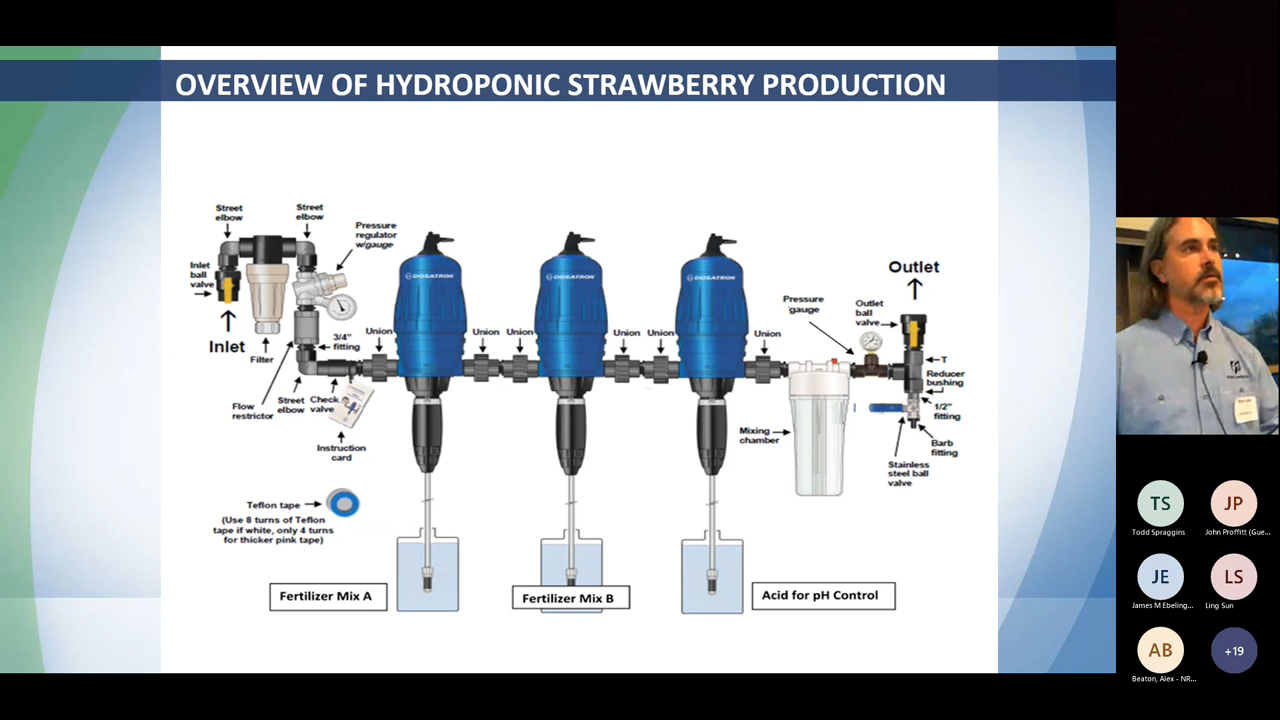 OVERVIEW OF HYDROPONIC STRAWBERRY PRODUCTION
Street
elbow
Street
elbow
Pressure
regulator
w/gauge
Inlet
ball
valve
Inlet
Filter
3/4"
fitting
Flow
restrictor
Street
elbow
Check
valve
Instruction
card
Union
DOSATRON
Union
Union
DOSATRON
Union
Union
DOSATRON
Union
Pressure
gauge
Outlet
ball
valve
Outlet
T
Reducer
bushing
1/2"
fitting
Barb
fitting
Stainless
steel ball
valve
Mixing
chamber
Teflon tape
(Use 8 turns of Teflon
tape if white, only 4 turns
for thicker pink tape)
Fertilizer Mix A
Fertilizer Mix B
Acid for pH Control
TS
Todd Spraggins
JP
John Proffitt (Gue...
JE
James M Ebeling...
LS
Ling Sun
AB
Beaton, Alex - NR...
+19